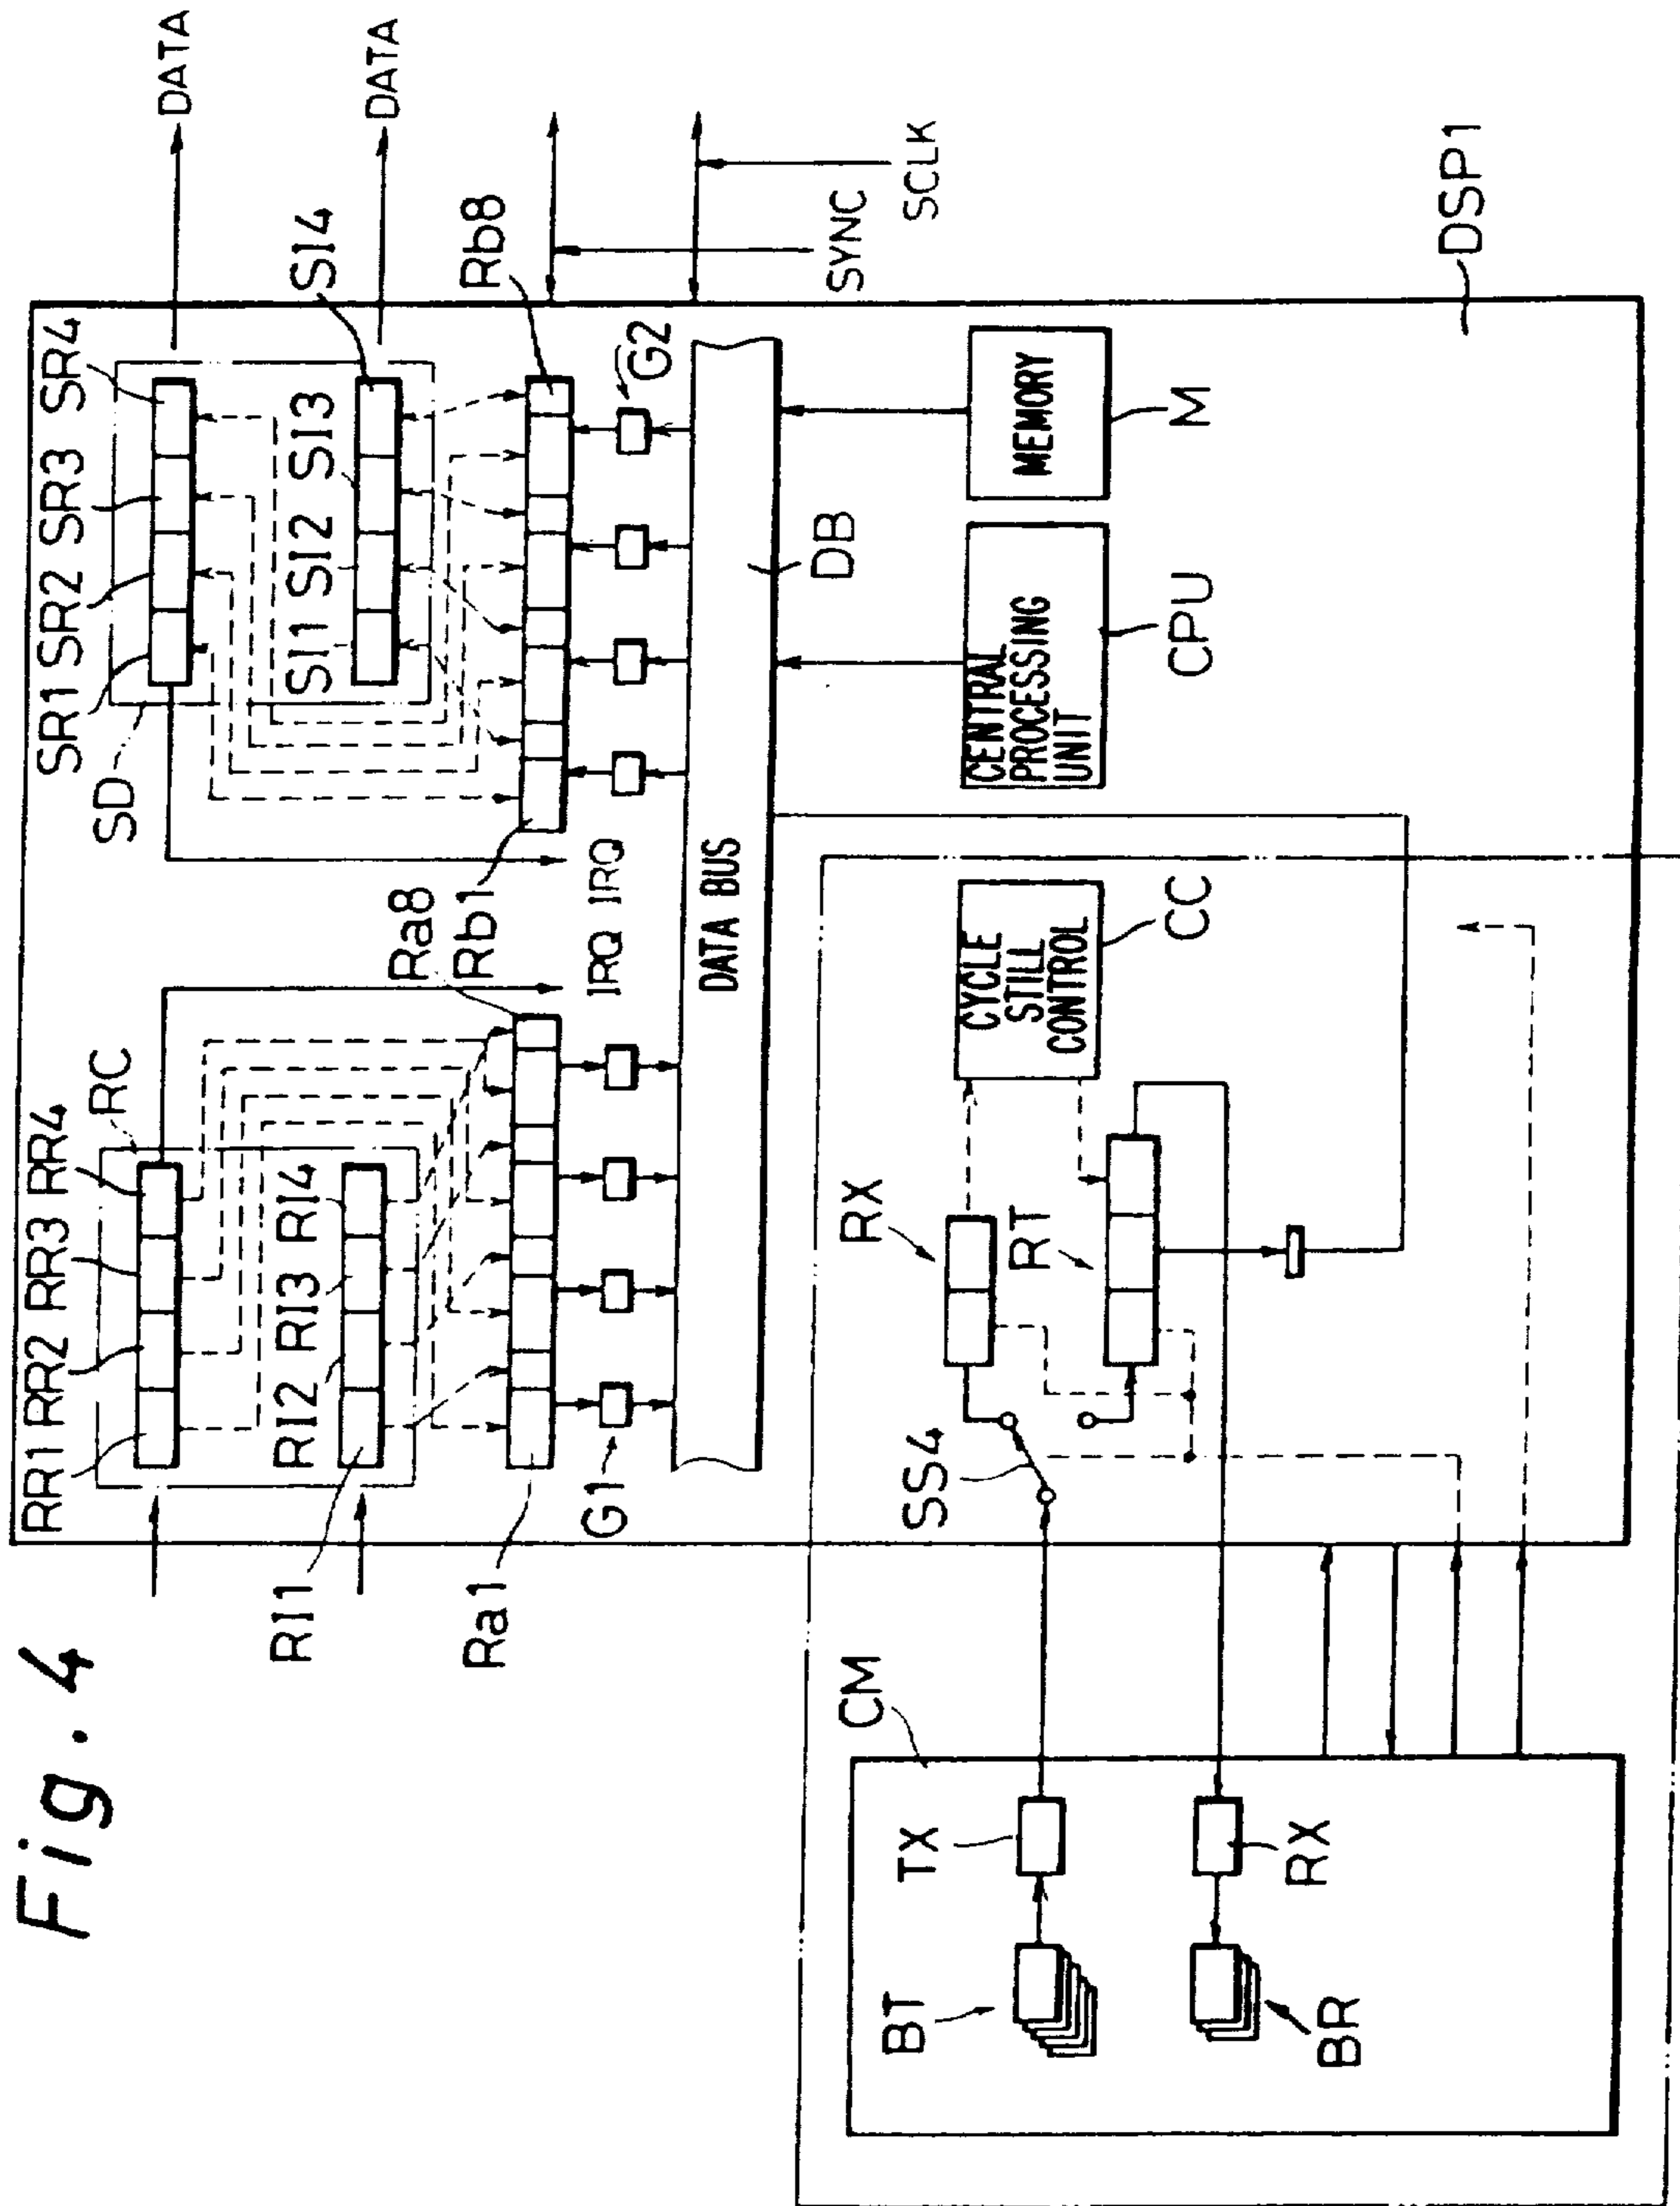 Fig. 4
RR1 RR2 RR3 RR4
RC
RI1
RI2 RI3 RI4
Ra1
Ra8
G1
SR1 SR2 SR3 SR4
SD
SI1 SI2 SI3
SI4
Rb1
Rb8
G2
DATA
DATA
SYNC
SCLK
IRQ IRQ
DATA BUS
DB
CENTRAL
PROCESSING
UNIT
CPU
MEMORY
M
CYCLE
STILL
CONTROL
CC
RX
RT
SS4
DSP1
CM
BT
TX
BR
RX